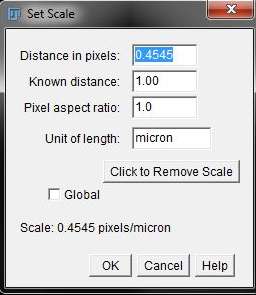 Set Scale
Distance in pixels: 0.4545
Known distance: 1.00
Pixel aspect ratio: 1.0
Unit of length: micron
Click to Remove Scale
Global
Scale: 0.4545 pixels/micron
OK Cancel Help